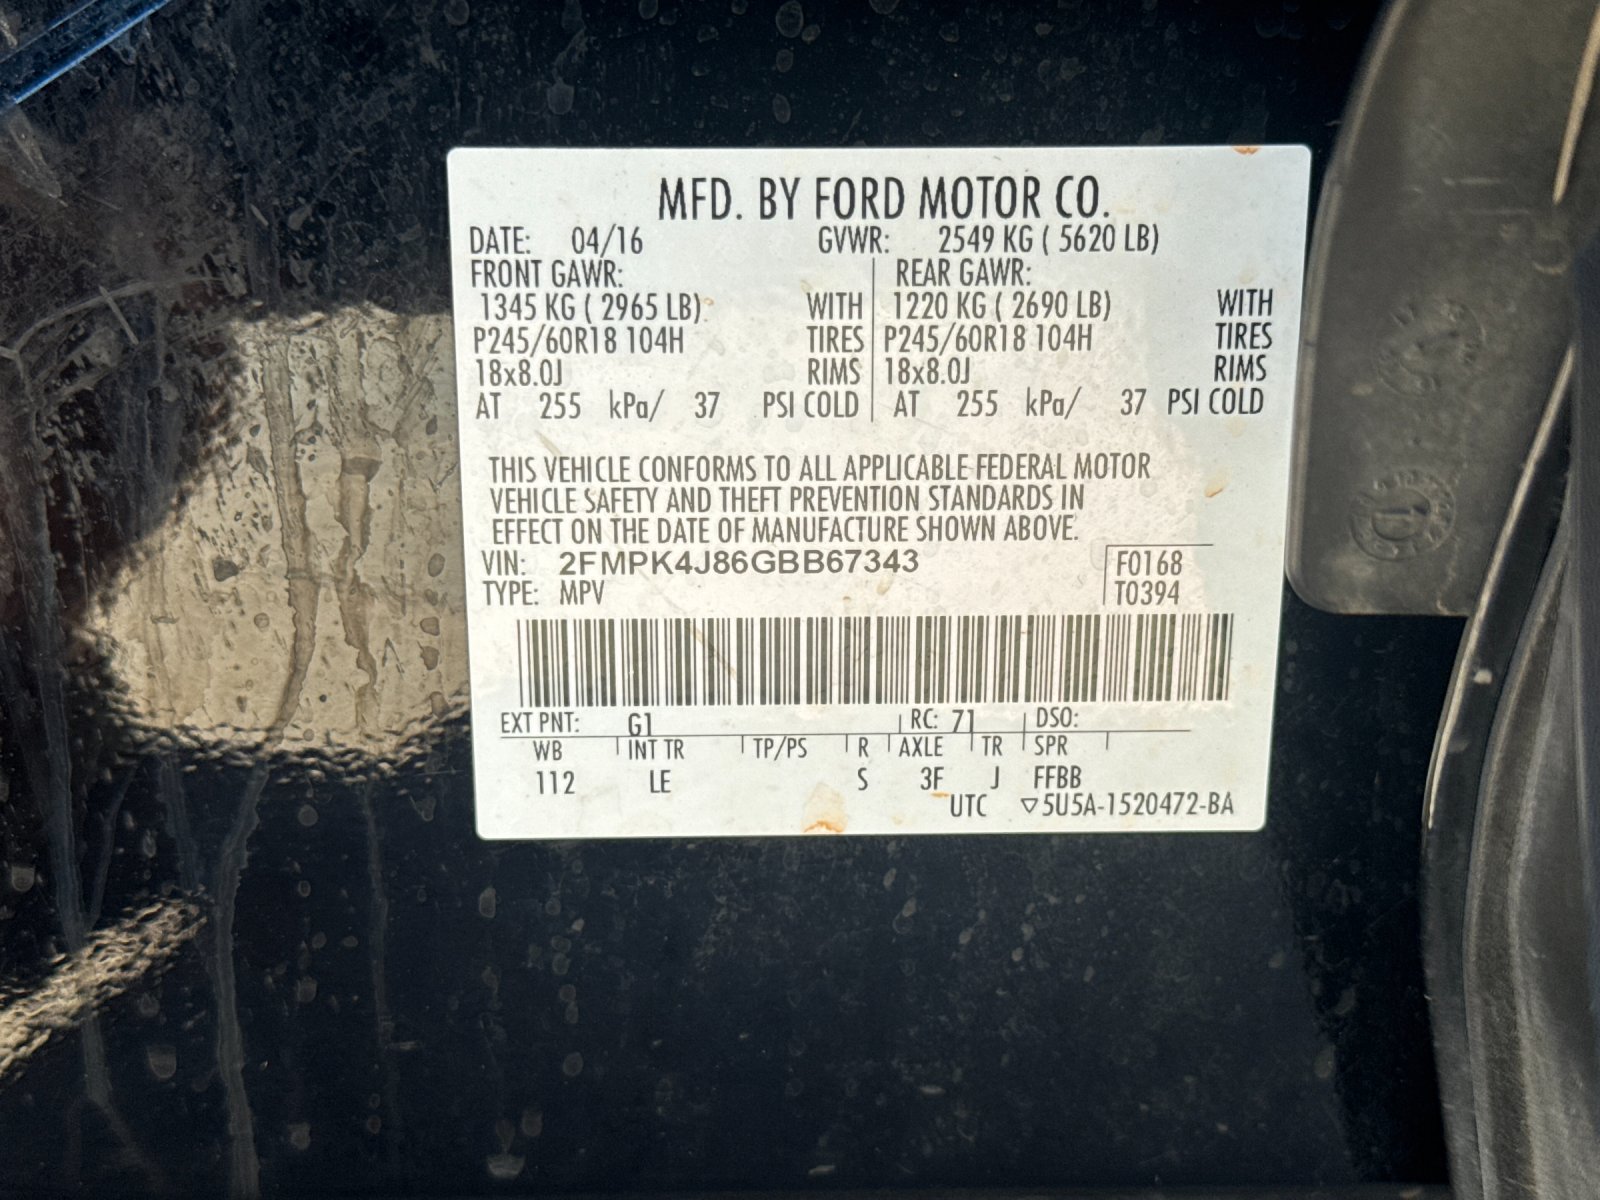 MFD. BY FORD MOTOR CO.
DATE: 04/16 GVWR: 2549 KG ( 5620 LB)
FRONT GAWR: REAR GAWR:
1345 KG ( 2965 LB) WITH 1220 KG ( 2690 LB) WITH
P245/60R18 104H TIRES P245/60R18 104H TIRES
18x8.0J RIMS 18x8.0J RIMS
AT 255 kPa/ 37 PSI COLD AT 255 kPa/ 37 PSI COLD
THIS VEHICLE CONFORMS TO ALL APPLICABLE FEDERAL MOTOR
VEHICLE SAFETY AND THEFT PREVENTION STANDARDS IN
EFFECT ON THE DATE OF MANUFACTURE SHOWN ABOVE.
VIN: 2FMPK4J86GBB67343 F0168
TYPE: MPV T0394
EXT PNT: G1 RC: 71 DSO:
WB INT TR TP/PS R AXLE TR SPR
112 LE S 3F J FFBB
UTC ▽5U5A-1520472-BA